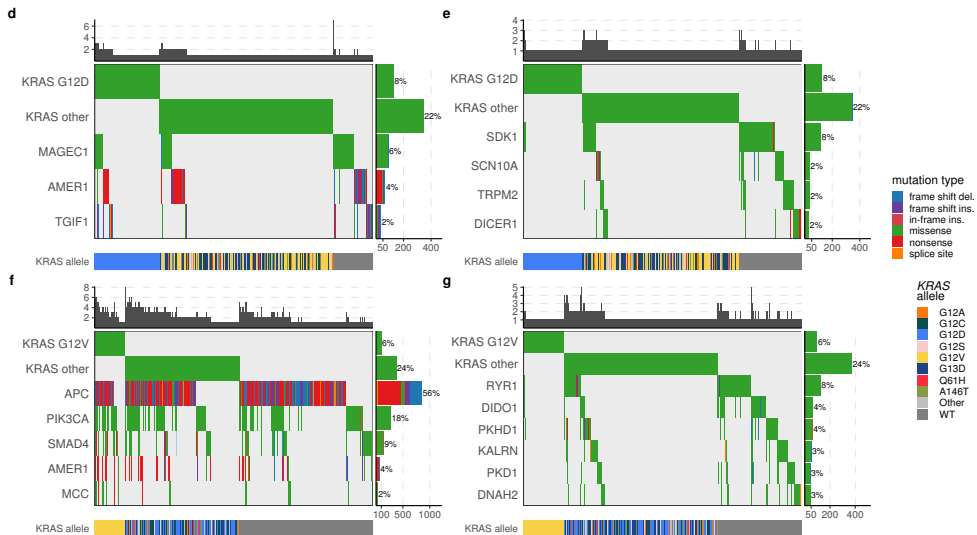 d
6
4
2
KRAS G12D
8%
KRAS other
22%
MAGEC1
6%
AMER1
4%
TGIF1
2%
50 200 400
KRAS allele
e
4
3
2
1
KRAS G12D
8%
KRAS other
22%
SDK1
8%
SCN10A
2%
TRPM2
2%
DICER1
2%
50 200 400
KRAS allele
mutation type
frame shift del.
frame shift ins.
in-frame ins.
missense
nonsense
splice site
f
8
6
4
2
KRAS G12V
6%
KRAS other
24%
APC
56%
PIK3CA
18%
SMAD4
9%
AMER1
4%
MCC
2%
100 500 1000
KRAS allele
g
5
4
3
2
1
KRAS G12V
6%
KRAS other
24%
RYR1
8%
DIDO1
4%
PKHD1
4%
KALRN
3%
PKD1
3%
DNAH2
3%
50 200 400
KRAS allele
KRAS
allele
G12A
G12C
G12D
G12S
G12V
G13D
Q61H
A146T
Other
WT